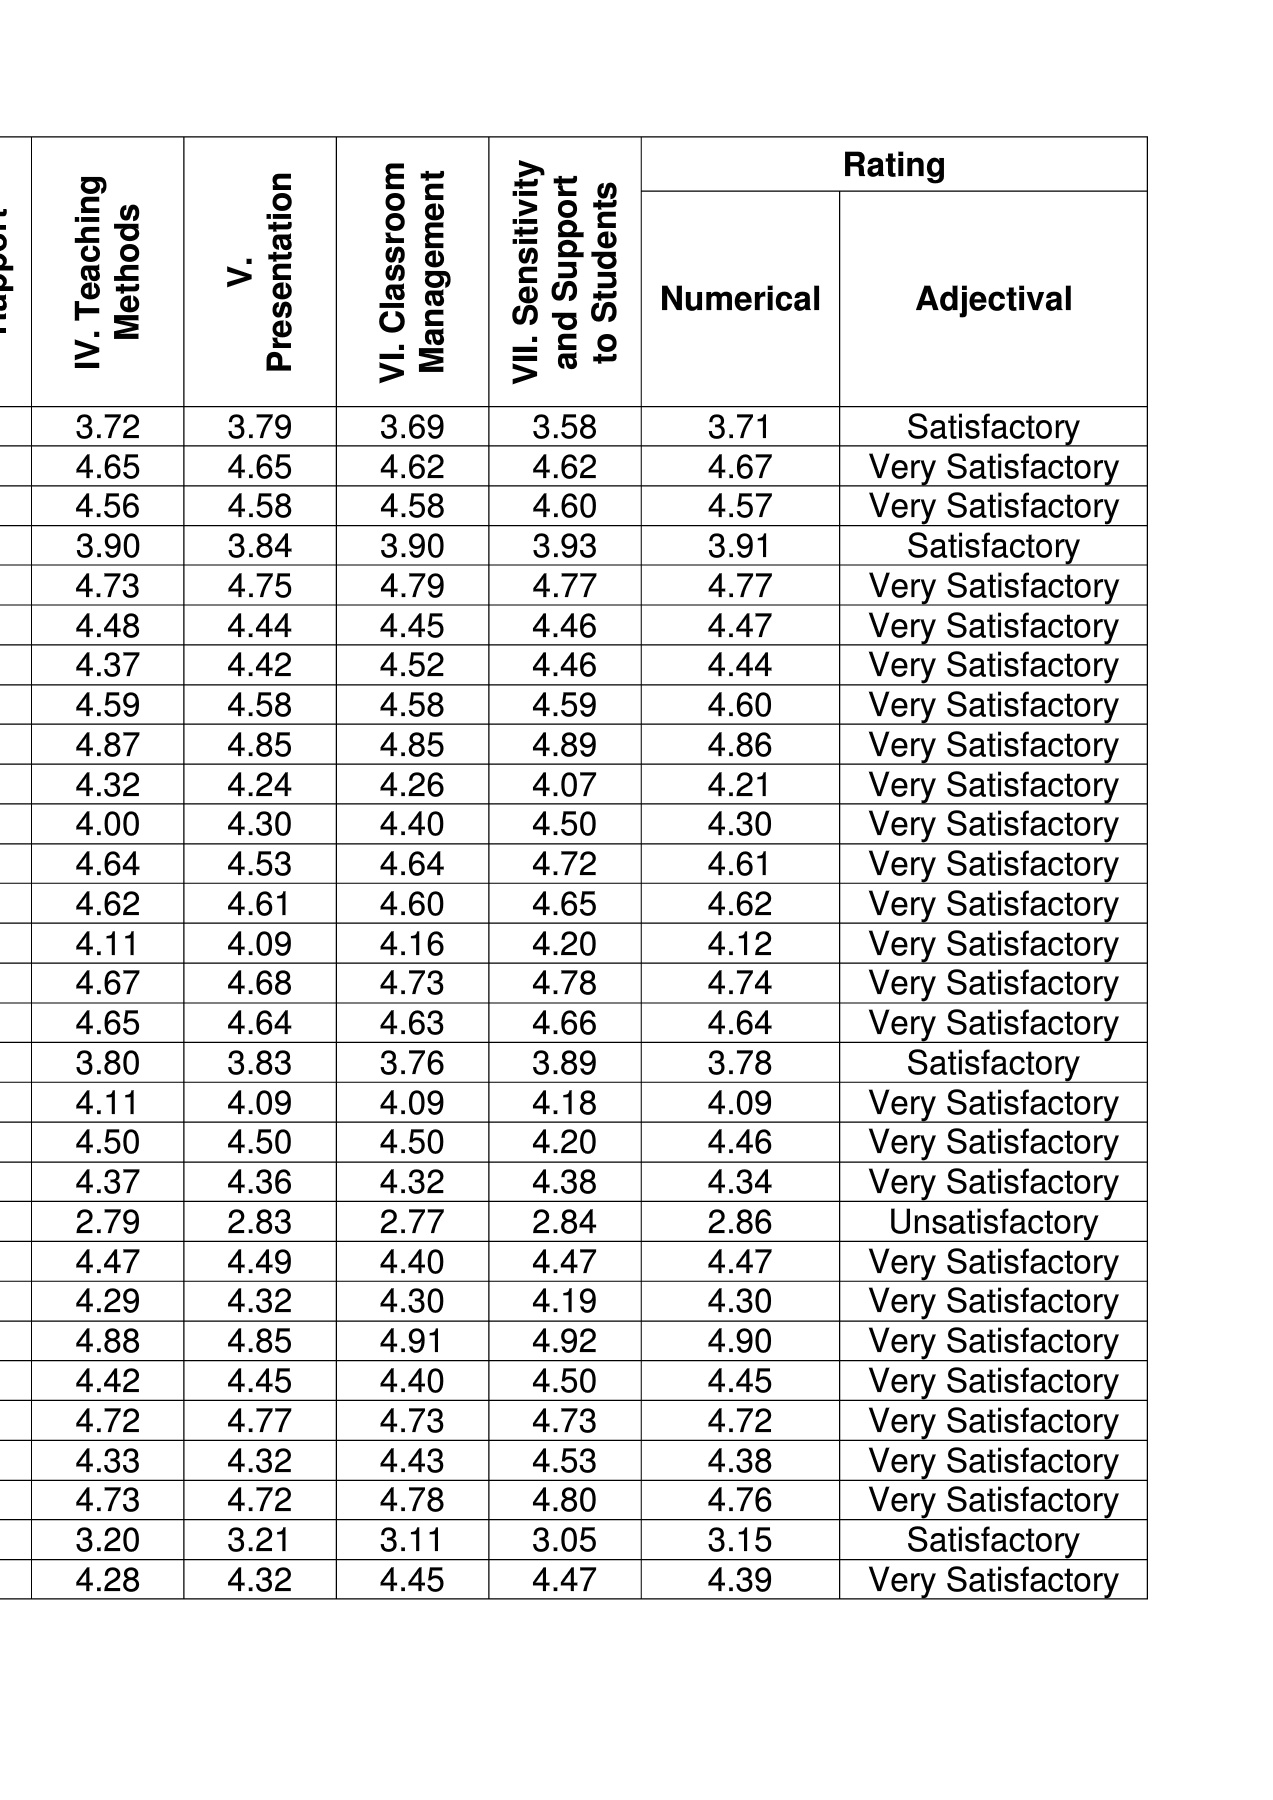 Rating
IV. Teaching
Methods
V.
Presentation
VI. Classroom
Management
VII. Sensitivity
and Support
to Students
Numerical
Adjectival
3.72 3.79 3.69 3.58 3.71 Satisfactory
4.65 4.65 4.62 4.62 4.67 Very Satisfactory
4.56 4.58 4.58 4.60 4.57 Very Satisfactory
3.90 3.84 3.90 3.93 3.91 Satisfactory
4.73 4.75 4.79 4.77 4.77 Very Satisfactory
4.48 4.44 4.45 4.46 4.47 Very Satisfactory
4.37 4.42 4.52 4.46 4.44 Very Satisfactory
4.59 4.58 4.58 4.59 4.60 Very Satisfactory
4.87 4.85 4.85 4.89 4.86 Very Satisfactory
4.32 4.24 4.26 4.07 4.21 Very Satisfactory
4.00 4.30 4.40 4.50 4.30 Very Satisfactory
4.64 4.53 4.64 4.72 4.61 Very Satisfactory
4.62 4.61 4.60 4.65 4.62 Very Satisfactory
4.11 4.09 4.16 4.20 4.12 Very Satisfactory
4.67 4.68 4.73 4.78 4.74 Very Satisfactory
4.65 4.64 4.63 4.66 4.64 Very Satisfactory
3.80 3.83 3.76 3.89 3.78 Satisfactory
4.11 4.09 4.09 4.18 4.09 Very Satisfactory
4.50 4.50 4.50 4.20 4.46 Very Satisfactory
4.37 4.36 4.32 4.38 4.34 Very Satisfactory
2.79 2.83 2.77 2.84 2.86 Unsatisfactory
4.47 4.49 4.40 4.47 4.47 Very Satisfactory
4.29 4.32 4.30 4.19 4.30 Very Satisfactory
4.88 4.85 4.91 4.92 4.90 Very Satisfactory
4.42 4.45 4.40 4.50 4.45 Very Satisfactory
4.72 4.77 4.73 4.73 4.72 Very Satisfactory
4.33 4.32 4.43 4.53 4.38 Very Satisfactory
4.73 4.72 4.78 4.80 4.76 Very Satisfactory
3.20 3.21 3.11 3.05 3.15 Satisfactory
4.28 4.32 4.45 4.47 4.39 Very Satisfactory